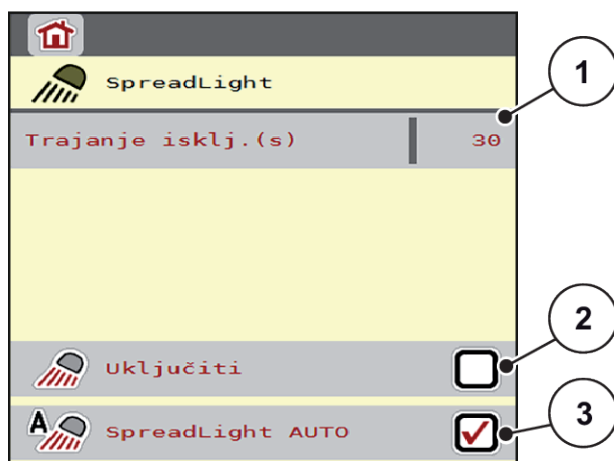 SpreadLight
Trajanje isklj.(s) 30
Uključiti
A
SpreadLight AUTO
1
2
3